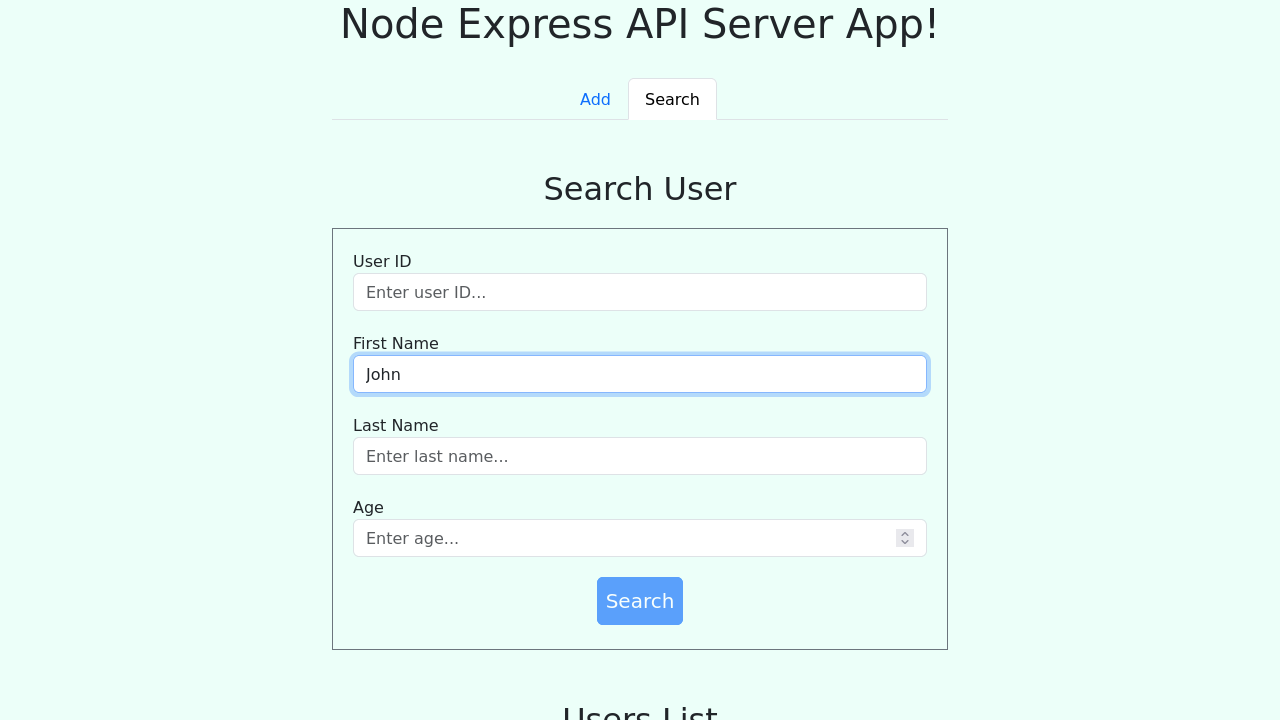 Node Express API Server App!
Add Search
Search User
User ID
Enter user ID...
First Name
John
Last Name
Enter last name...
Age
Enter age...
Search
Users List